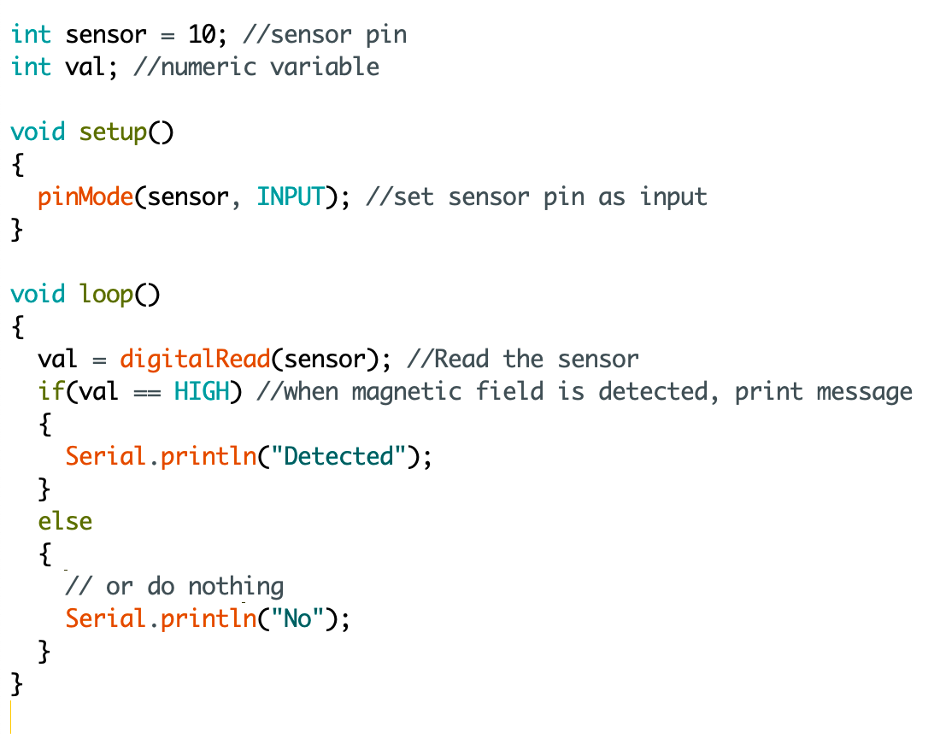 int sensor = 10; //sensor pin
int val; //numeric variable

void setup()
{
  pinMode(sensor, INPUT); //set sensor pin as input
}

void loop()
{
  val = digitalRead(sensor); //Read the sensor
  if(val == HIGH) //when magnetic field is detected, print message
  {
    Serial.println("Detected");
  }
  else
  {
    // or do nothing
    Serial.println("No");
  }
}